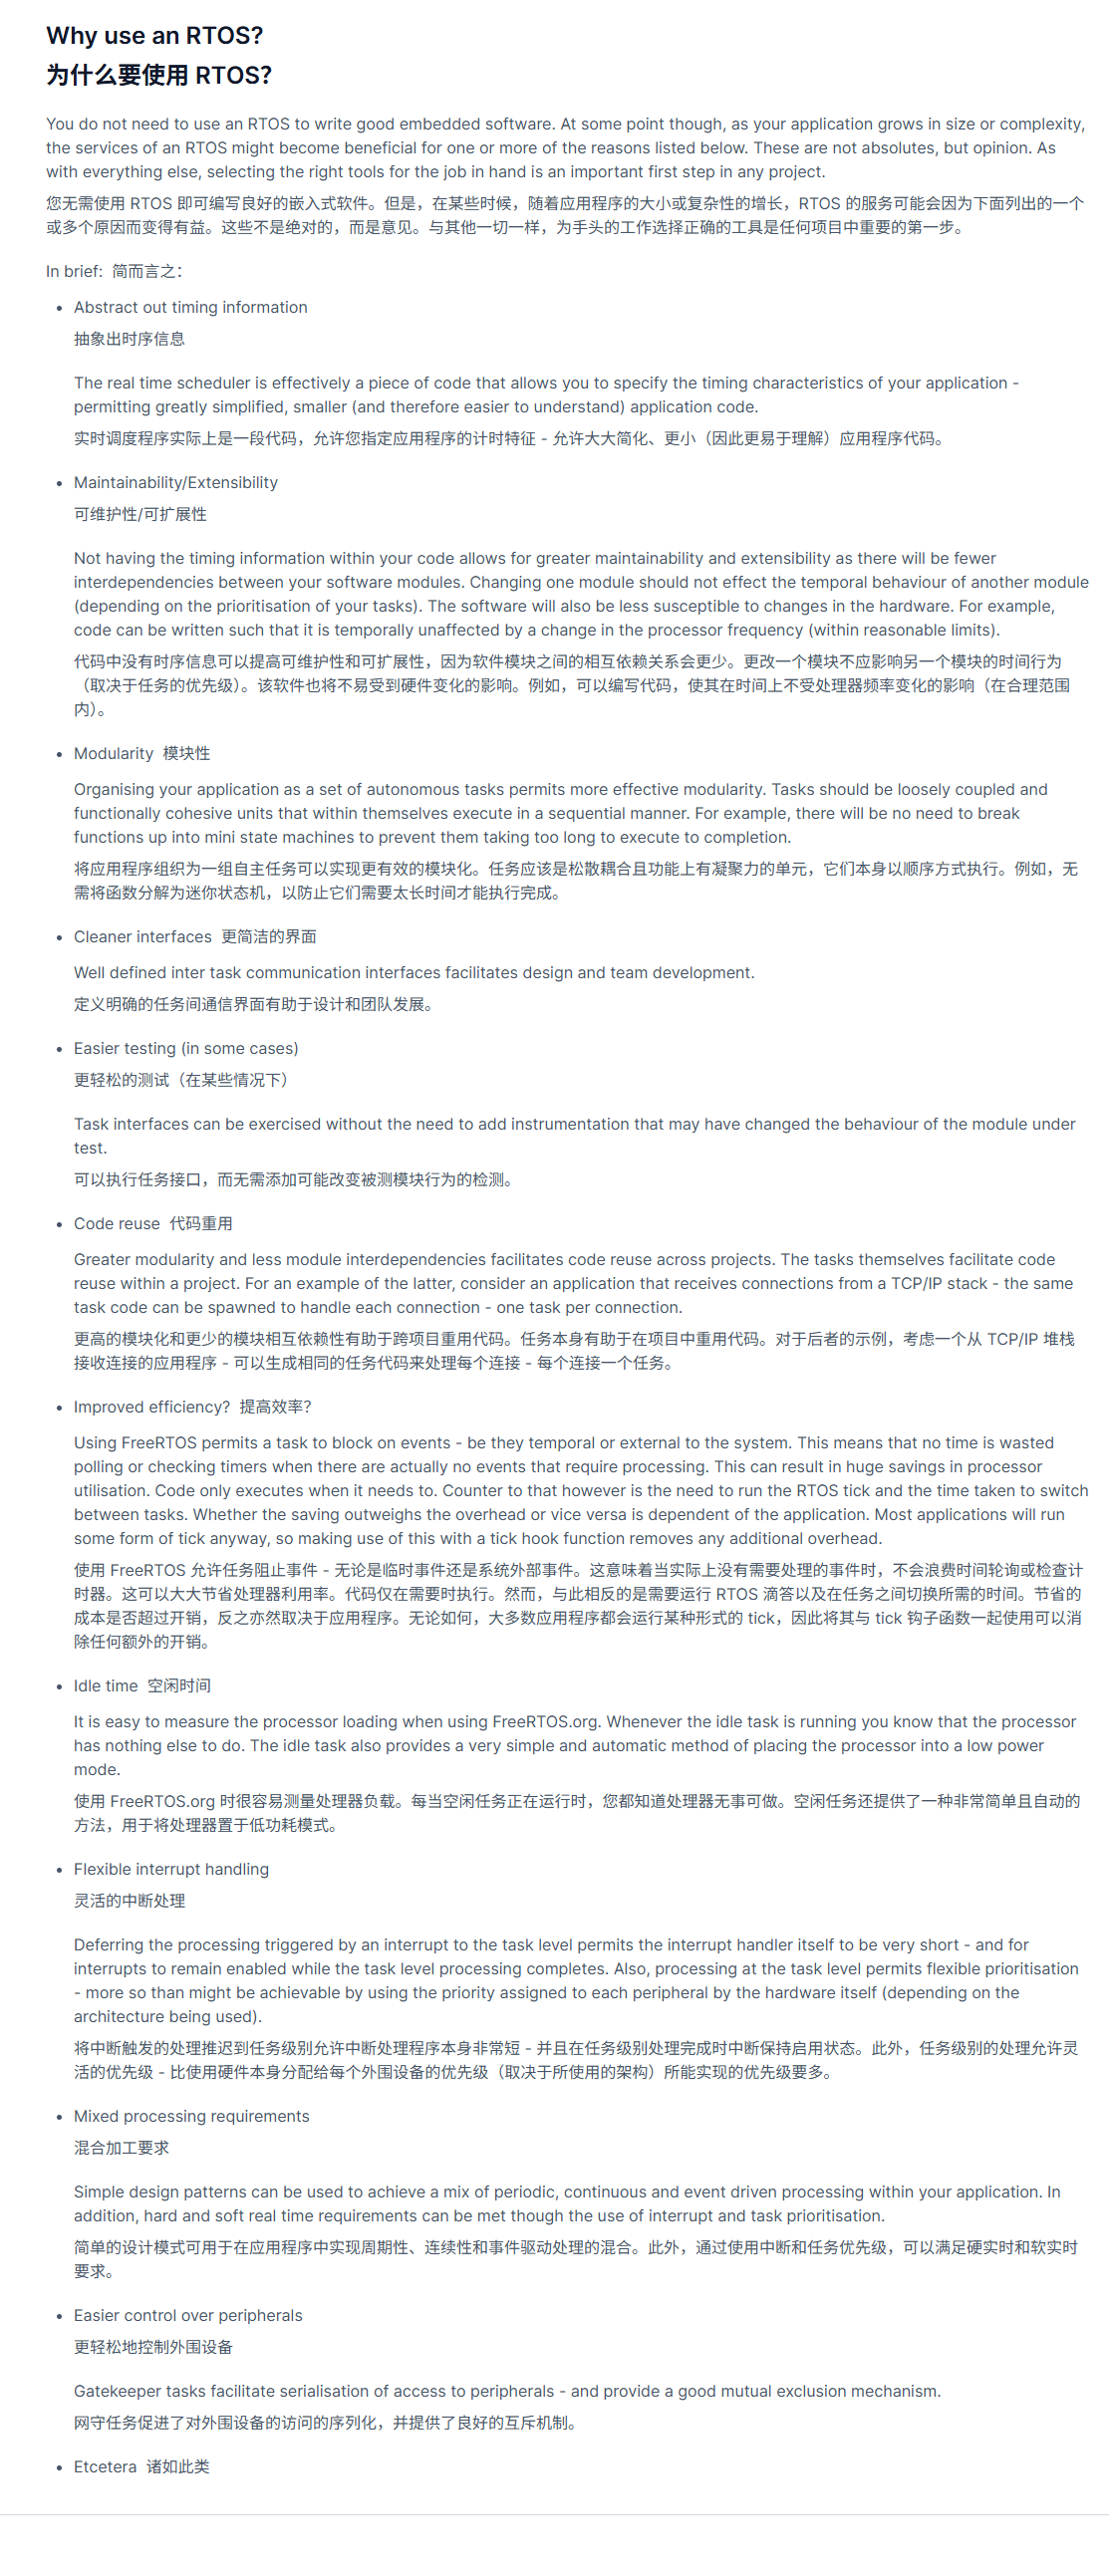 Why use an RTOS?
为什么要使用 RTOS？
You do not need to use an RTOS to write good embedded software. At some point though, as your application grows in size or complexity,
the services of an RTOS might become beneficial for one or more of the reasons listed below. These are not absolutes, but opinion. As
with everything else, selecting the right tools for the job in hand is an important first step in any project.
您无需使用 RTOS 即可编写良好的嵌入式软件。但是，在某些时候，随着应用程序的大小或复杂性的增长，RTOS 的服务可能会因为下面列出的一个
或多个原因而变得有益。这些不是绝对的，而是意见。与其他一切一样，为手头的工作选择正确的工具是任何项目中重要的第一步。
In brief: 简而言之：
• Abstract out timing information
抽象出时序信息
The real time scheduler is effectively a piece of code that allows you to specify the timing characteristics of your application -
permitting greatly simplified, smaller (and therefore easier to understand) application code.
实时调度程序实际上是一段代码，允许您指定应用程序的计时特征 - 允许大大简化、更小（因此更易于理解）应用程序代码。
• Maintainability/Extensibility
可维护性/可扩展性
Not having the timing information within your code allows for greater maintainability and extensibility as there will be fewer
interdependencies between your software modules. Changing one module should not effect the temporal behaviour of another module
(depending on the prioritisation of your tasks). The software will also be less susceptible to changes in the hardware. For example,
code can be written such that it is temporally unaffected by a change in the processor frequency (within reasonable limits).
代码中没有时序信息可以提高可维护性和可扩展性，因为软件模块之间的相互依赖关系会更少。更改一个模块不应影响另一个模块的时间行为
（取决于任务的优先级）。该软件也将不易受到硬件变化的影响。例如，可以编写代码，使其在时间上不受处理器频率变化的影响（在合理范围
内）。
• Modularity 模块性
Organising your application as a set of autonomous tasks permits more effective modularity. Tasks should be loosely coupled and
functionally cohesive units that within themselves execute in a sequential manner. For example, there will be no need to break
functions up into mini state machines to prevent them taking too long to execute to completion.
将应用程序组织为一组自主任务可以实现更有效的模块化。任务应该是松散耦合且功能上有凝聚力的单元，它们本身以顺序方式执行。例如，无
需将函数分解为迷你状态机，以防止它们需要太长时间才能执行完成。
• Cleaner interfaces 更简洁的界面
Well defined inter task communication interfaces facilitates design and team development.
定义明确的任务间通信界面有助于设计和团队发展。
• Easier testing (in some cases)
更轻松的测试（在某些情况下）
Task interfaces can be exercised without the need to add instrumentation that may have changed the behaviour of the module under
test.
可以执行任务接口，而无需添加可能改变被测模块行为的检测。
• Code reuse 代码重用
Greater modularity and less module interdependencies facilitates code reuse across projects. The tasks themselves facilitate code
reuse within a project. For an example of the latter, consider an application that receives connections from a TCP/IP stack - the same
task code can be spawned to handle each connection - one task per connection.
更高的模块化和更少的模块相互依赖性有助于跨项目重用代码。任务本身有助于在项目中重用代码。对于后者的示例，考虑一个从 TCP/IP 堆栈
接收连接的应用程序 - 可以生成相同的任务代码来处理每个连接 - 每个连接一个任务。
• Improved efficiency? 提高效率？
Using FreeRTOS permits a task to block on events - be they temporal or external to the system. This means that no time is wasted
polling or checking timers when there are actually no events that require processing. This can result in huge savings in processor
utilisation. Code only executes when it needs to. Counter to that however is the need to run the RTOS tick and the time taken to switch
between tasks. Whether the saving outweighs the overhead or vice versa is dependent of the application. Most applications will run
some form of tick anyway, so making use of this with a tick hook function removes any additional overhead.
使用 FreeRTOS 允许任务阻止事件 - 无论是临时事件还是系统外部事件。这意味着当实际上没有需要处理的事件时，不会浪费时间轮询或检查计
时器。这可以大大节省处理器利用率。代码仅在需要时执行。然而，与此相反的是需要运行 RTOS 滴答以及在任务之间切换所需的时间。节省的
成本是否超过开销，反之亦然取决于应用程序。无论如何，大多数应用程序都会运行某种形式的 tick，因此将其与 tick 钩子函数一起使用可以消
除任何额外的开销。
• Idle time 空闲时间
It is easy to measure the processor loading when using FreeRTOS.org. Whenever the idle task is running you know that the processor
has nothing else to do. The idle task also provides a very simple and automatic method of placing the processor into a low power
mode.
使用 FreeRTOS.org 时很容易测量处理器负载。每当空闲任务正在运行时，您都知道处理器无事可做。空闲任务还提供了一种非常简单且自动的
方法，用于将处理器置于低功耗模式。
• Flexible interrupt handling
灵活的中断处理
Deferring the processing triggered by an interrupt to the task level permits the interrupt handler itself to be very short - and for
interrupts to remain enabled while the task level processing completes. Also, processing at the task level permits flexible prioritisation
- more so than might be achievable by using the priority assigned to each peripheral by the hardware itself (depending on the
architecture being used).
将中断触发的处理推迟到任务级别允许中断处理程序本身非常短 - 并且在任务级别处理完成时中断保持启用状态。此外，任务级别的处理允许灵
活的优先级 - 比使用硬件本身分配给每个外围设备的优先级（取决于所使用的架构）所能实现的优先级要多。
• Mixed processing requirements
混合加工要求
Simple design patterns can be used to achieve a mix of periodic, continuous and event driven processing within your application. In
addition, hard and soft real time requirements can be met though the use of interrupt and task prioritisation.
简单的设计模式可用于在应用程序中实现周期性、连续性和事件驱动处理的混合。此外，通过使用中断和任务优先级，可以满足硬实时和软实时
要求。
• Easier control over peripherals
更轻松地控制外围设备
Gatekeeper tasks facilitate serialisation of access to peripherals - and provide a good mutual exclusion mechanism.
网守任务促进了对外围设备的访问的序列化，并提供了良好的互斥机制。
• Etcetera 诸如此类